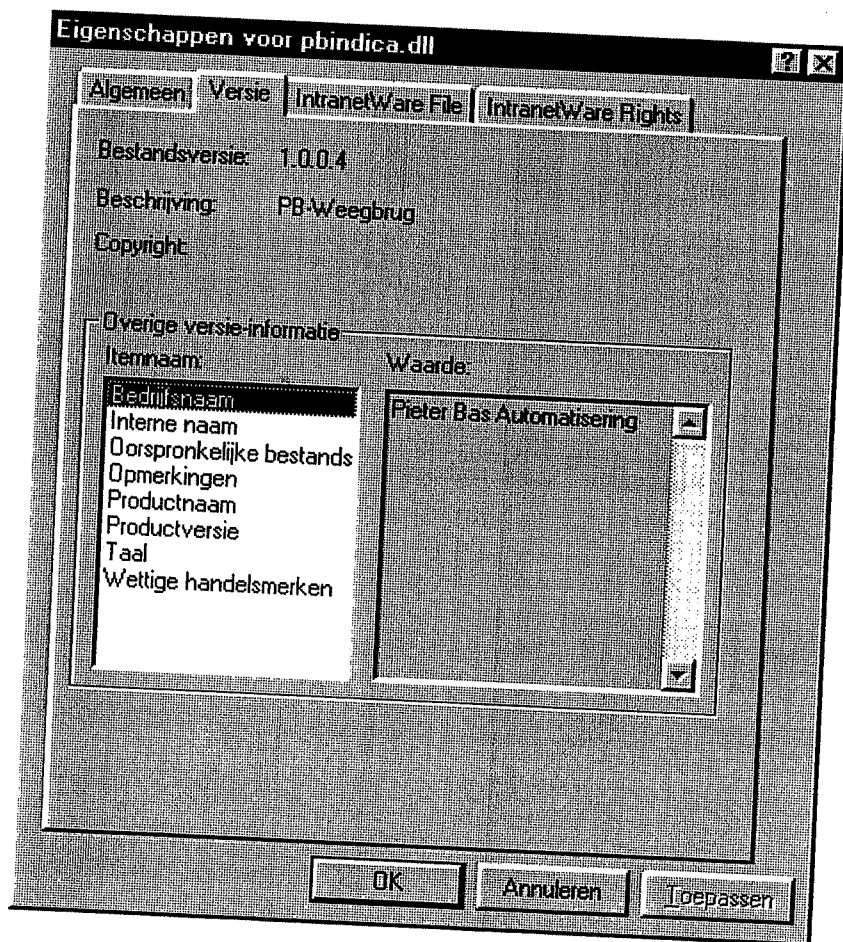 Eigenschappen voor pbindica.dll
Algemeen Versie IntranetWare File IntranetWare Rights
Bestandsversie: 1.0.0.4
Beschrijving: PB-Weegbrug
Copyright:
Overige versie-informatie
Itemnaam: Waarde:
Bedrijfsnaam Pieter Bas Automatisering
Interne naam
Oorspronkelijke bestands
Opmerkingen
Productnaam
Productversie
Taal
Wettige handelsmerken
OK Annuleren Toepassen